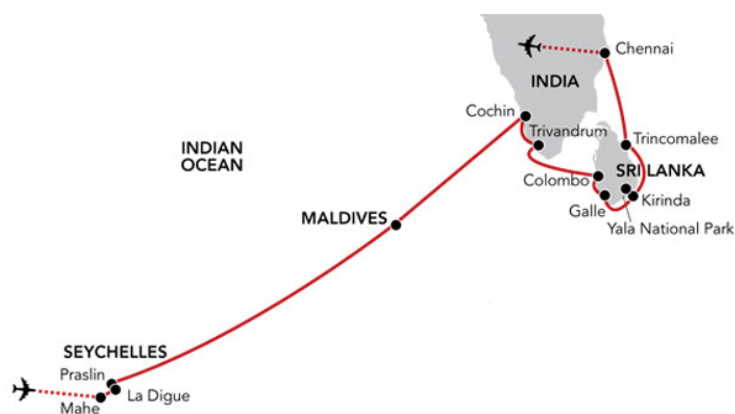 Chennai
INDIA
Cochin
Trivandrum
Trincomalee
INDIAN
OCEAN
Colombo
SRI LANKA
Galle
Kirinda
Yala National Park
MALDIVES
SEYCHELLES
Praslin
La Digue
Mahe